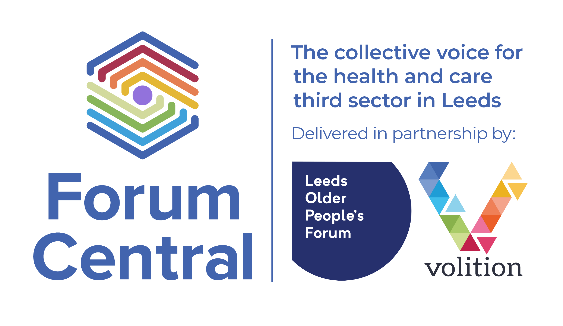 Forum
Central
The collective voice for
the health and care
third sector in Leeds
Delivered in partnership by:
Leeds
Older
People's
Forum
volition